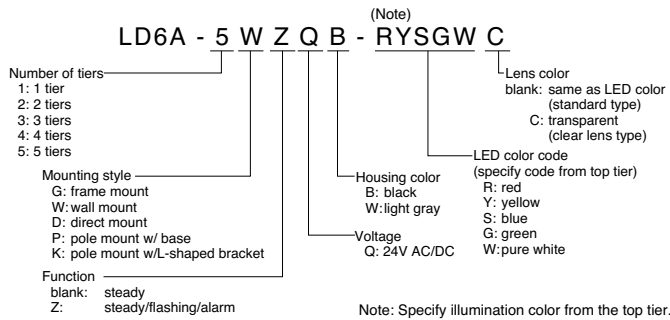 (Note)
LD6A - 5 W Z Q B - RYSGW C
Number of tiers
1: 1 tier
2: 2 tiers
3: 3 tiers
4: 4 tiers
5: 5 tiers
Mounting style
G: frame mount
W: wall mount
D: direct mount
P: pole mount w/ base
K: pole mount w/L-shaped bracket
Function
blank: steady
Z: steady/flashing/alarm
Housing color
B: black
W: light gray
Voltage
Q: 24V AC/DC
Lens color
blank: same as LED color
(standard type)
C: transparent
(clear lens type)
LED color code
(specify code from top tier)
R: red
Y: yellow
S: blue
G: green
W: pure white
Note: Specify illumination color from the top tier.